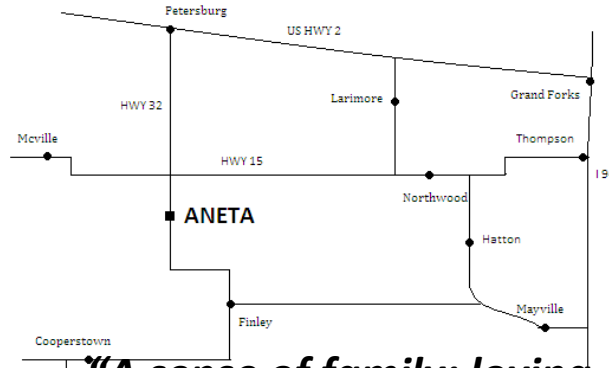 Petersburg
US HWY 2
Larimore
Grand Forks
HWY 32
Mcville
HWY 15
Thompson
I 9
Northwood
ANETA
Hatton
Finley
Mayville
Cooperstown
"A sense of family; loving